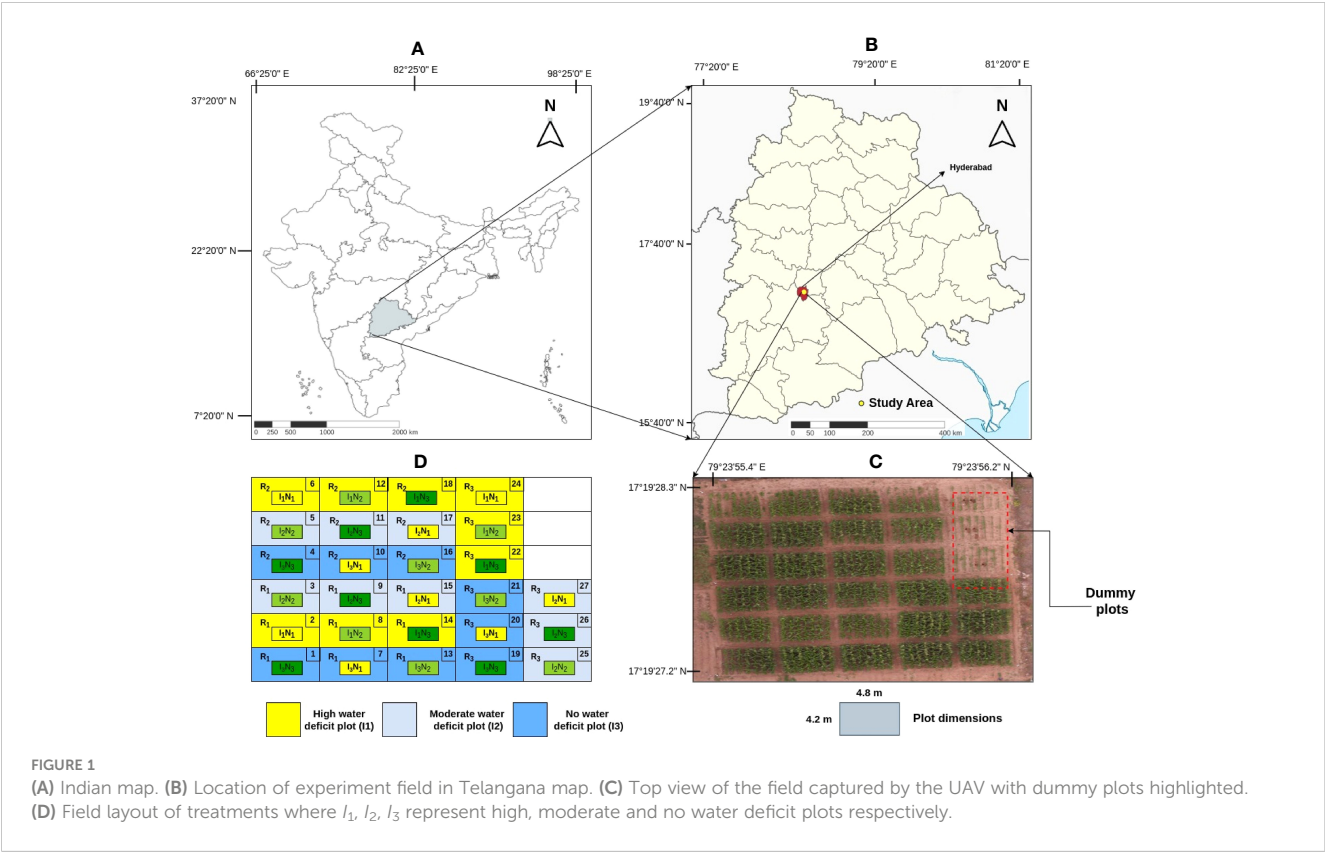 A
66°25'0" E
82°25'0" E
98°25'0" E
37°20'0" N
22°20'0" N
7°20'0" N
N
0 250 500 1000 2000 km
B
77°20'0" E
79°20'0" E
81°20'0" E
19°40'0" N
17°40'0" N
15°40'0" N
N
Hyderabad
Study Area
0 50 100 200 400 km
D
R2 6 R2 12 R2 18 R3 24
I1N1 I1N2 I1N3 I1N1
R2 5 R2 11 R2 17 R3 23
I2N2 I2N3 I2N1 I1N2
R2 4 R2 10 R2 16 R3 22
I3N3 I3N1 I3N2 I1N3
R1 3 R1 9 R1 15 R3 21 R3 27
I2N2 I2N3 I2N1 I3N2 I2N1
R1 2 R1 8 R1 14 R3 20 R3 26
I1N1 I1N2 I1N3 I3N1 I2N3
R1 1 R1 7 R1 13 R3 19 R3 25
I3N3 I3N1 I3N2 I3N3 I2N2
High water
deficit plot (I1)
Moderate water
deficit plot (I2)
No water
deficit plot (I3)
C
79°23'55.4" E
79°23'56.2" N
17°19'28.3" N
17°19'27.2" N
Dummy
plots
4.8 m
4.2 m
Plot dimensions
FIGURE 1
(A) Indian map. (B) Location of experiment field in Telangana map. (C) Top view of the field captured by the UAV with dummy plots highlighted.
(D) Field layout of treatments where I1, I2, I3 represent high, moderate and no water deficit plots respectively.